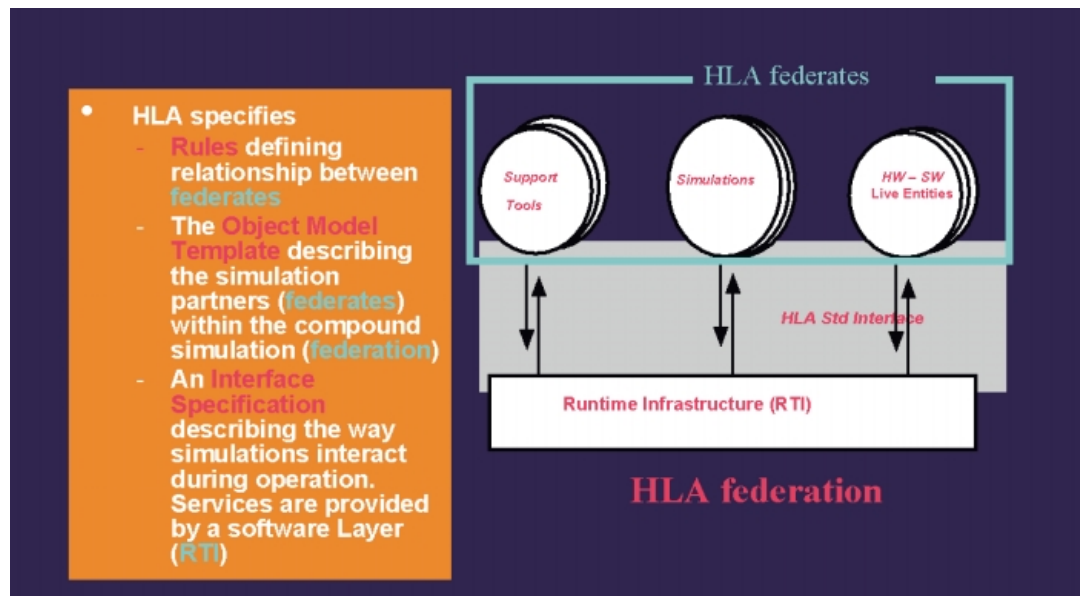 • HLA specifies
- Rules defining
relationship between
federates
- The Object Model
Template describing
the simulation
partners (federates)
within the compound
simulation (federation)
- An Interface
Specification
describing the way
simulations interact
during operation.
Services are provided
by a software Layer
(RTI)
HLA federates
Support
Tools
Simulations
HW – SW
Live Entities
HLA Std Interface
Runtime Infrastructure (RTI)
HLA federation